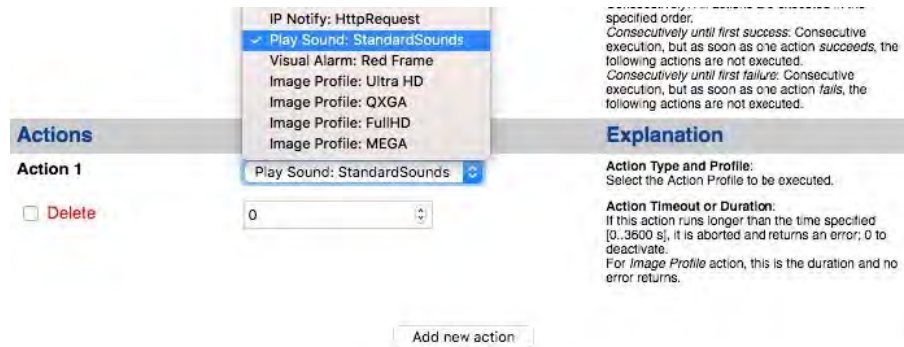 IP Notify: HttpRequest
✓ Play Sound: StandardSounds
Visual Alarm: Red Frame
Image Profile: Ultra HD
Image Profile: QXGA
Image Profile: FullHD
Image Profile: MEGA
specified order.
Consecutively until first success: Consecutive
execution, but as soon as one action succeeds, the
following actions are not executed.
Consecutively until first failure: Consecutive
execution, but as soon as one action fails, the
following actions are not executed.
Actions
Explanation
Action 1
Play Sound: StandardSounds
Action Type and Profile:
Select the Action Profile to be executed.
Delete
0
Action Timeout or Duration:
If this action runs longer than the time specified
[0..3600 s], it is aborted and returns an error; 0 to
deactivate.
For Image Profile action, this is the duration and no
error returns.
Add new action